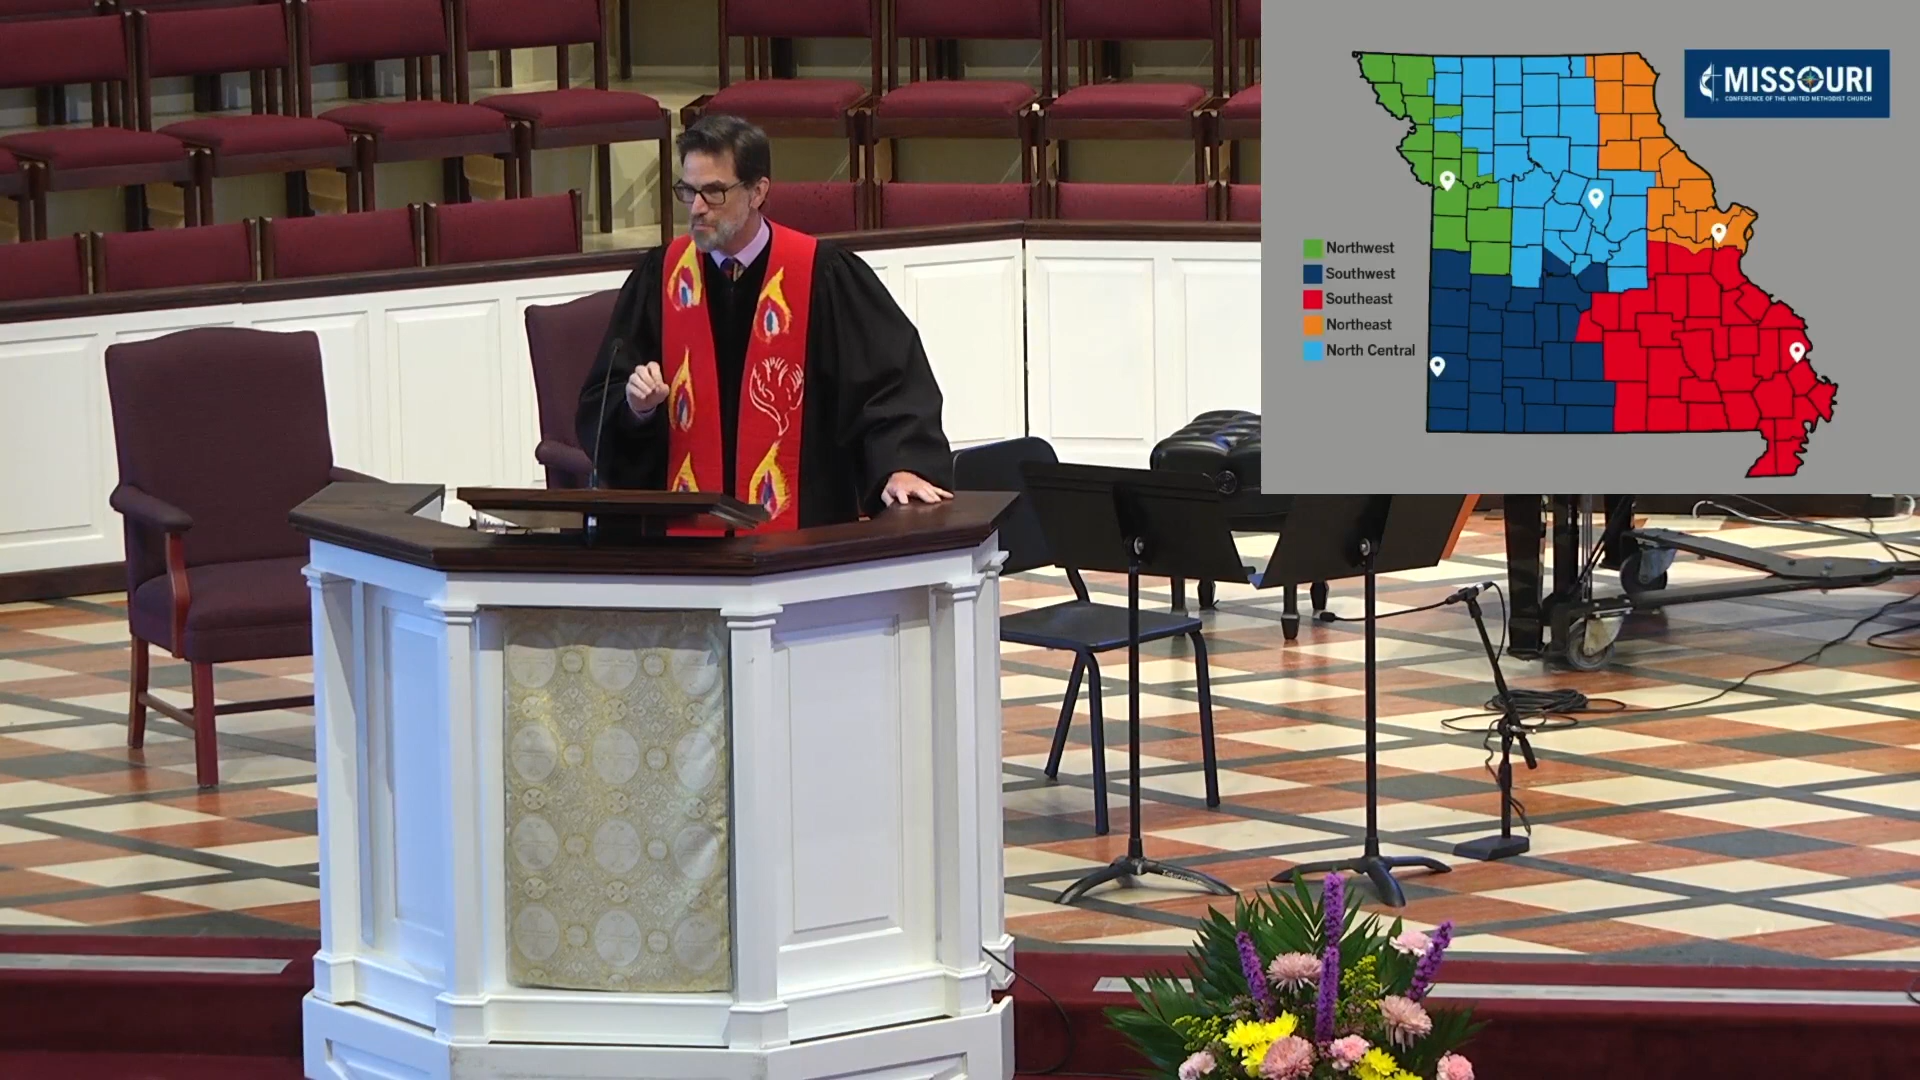 MISSOURI
CONFERENCE OF THE UNITED METHODIST CHURCH
Northwest
Southwest
Southeast
Northeast
North Central